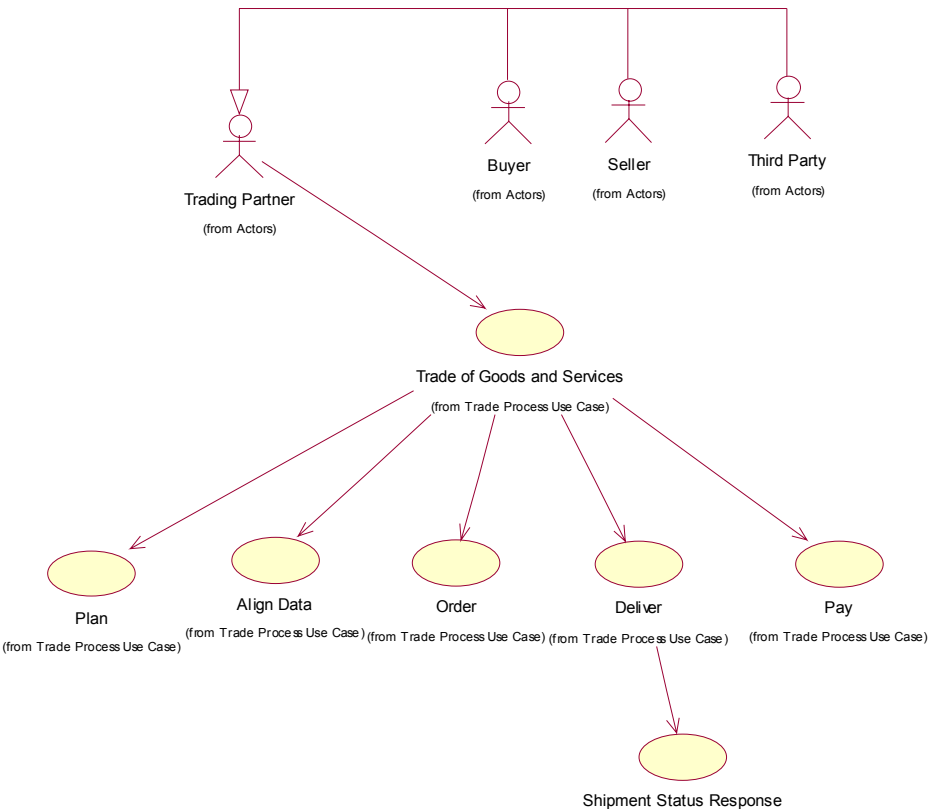 Buyer
(from Actors)
Seller
(from Actors)
Third Party
(from Actors)
Trading Partner
(from Actors)
Trade of Goods and Services
(from Trade Process Use Case)
Plan
(from Trade Process Use Case)
Align Data
(from Trade Process Use Case)
Order
(from Trade Process Use Case)
Deliver
(from Trade Process Use Case)
Pay
(from Trade Process Use Case)
Shipment Status Response